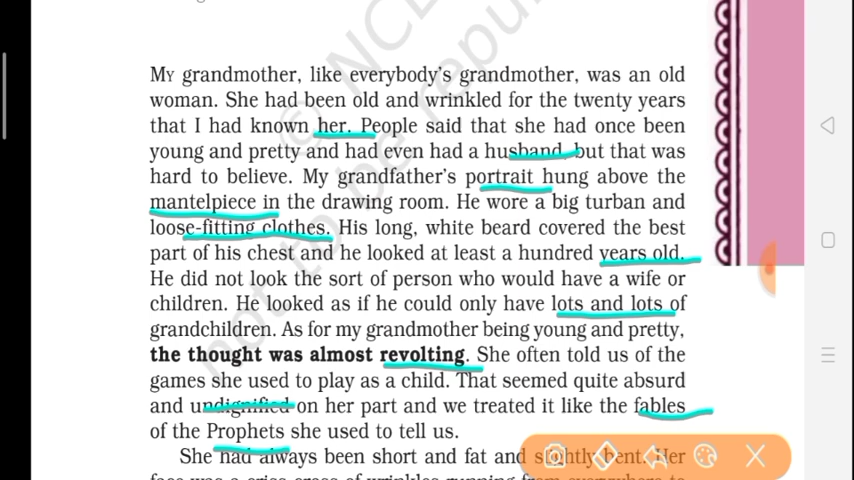 My grandmother, like everybody's grandmother, was an old
woman. She had been old and wrinkled for the twenty years
that I had known her. People said that she had once been
young and pretty and had even had a husband, but that was
hard to believe. My grandfather's portrait hung above the
mantelpiece in the drawing room. He wore a big turban and
loose-fitting clothes. His long, white beard covered the best
part of his chest and he looked at least a hundred years old.
He did not look the sort of person who would have a wife or
children. He looked as if he could only have lots and lots of
grandchildren. As for my grandmother being young and pretty,
the thought was almost revolting. She often told us of the
games she used to play as a child. That seemed quite absurd
and undignified on her part and we treated it like the fables
of the Prophets she used to tell us.
She had always been short and fat and slightly bent. Her